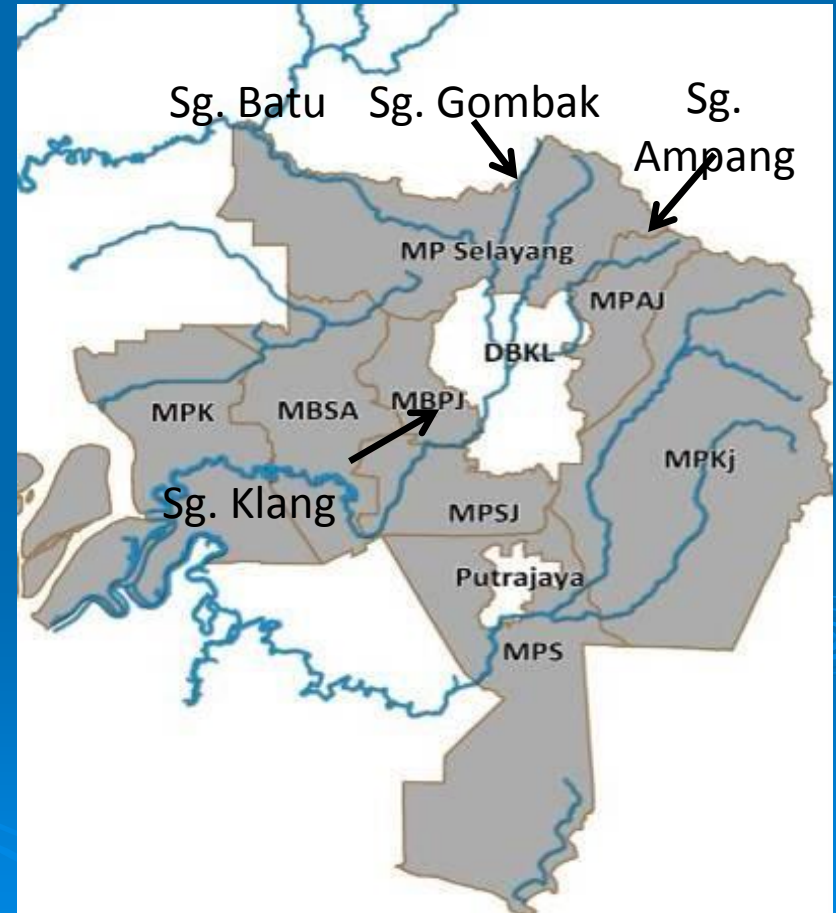 Sg. Batu
Sg. Gombak
Sg.
Ampang
MP Selayang
MPAJ
DBKL
MPK
MBSA
MBPJ
MPKj
Sg. Klang
MPSJ
Putrajaya
MPS